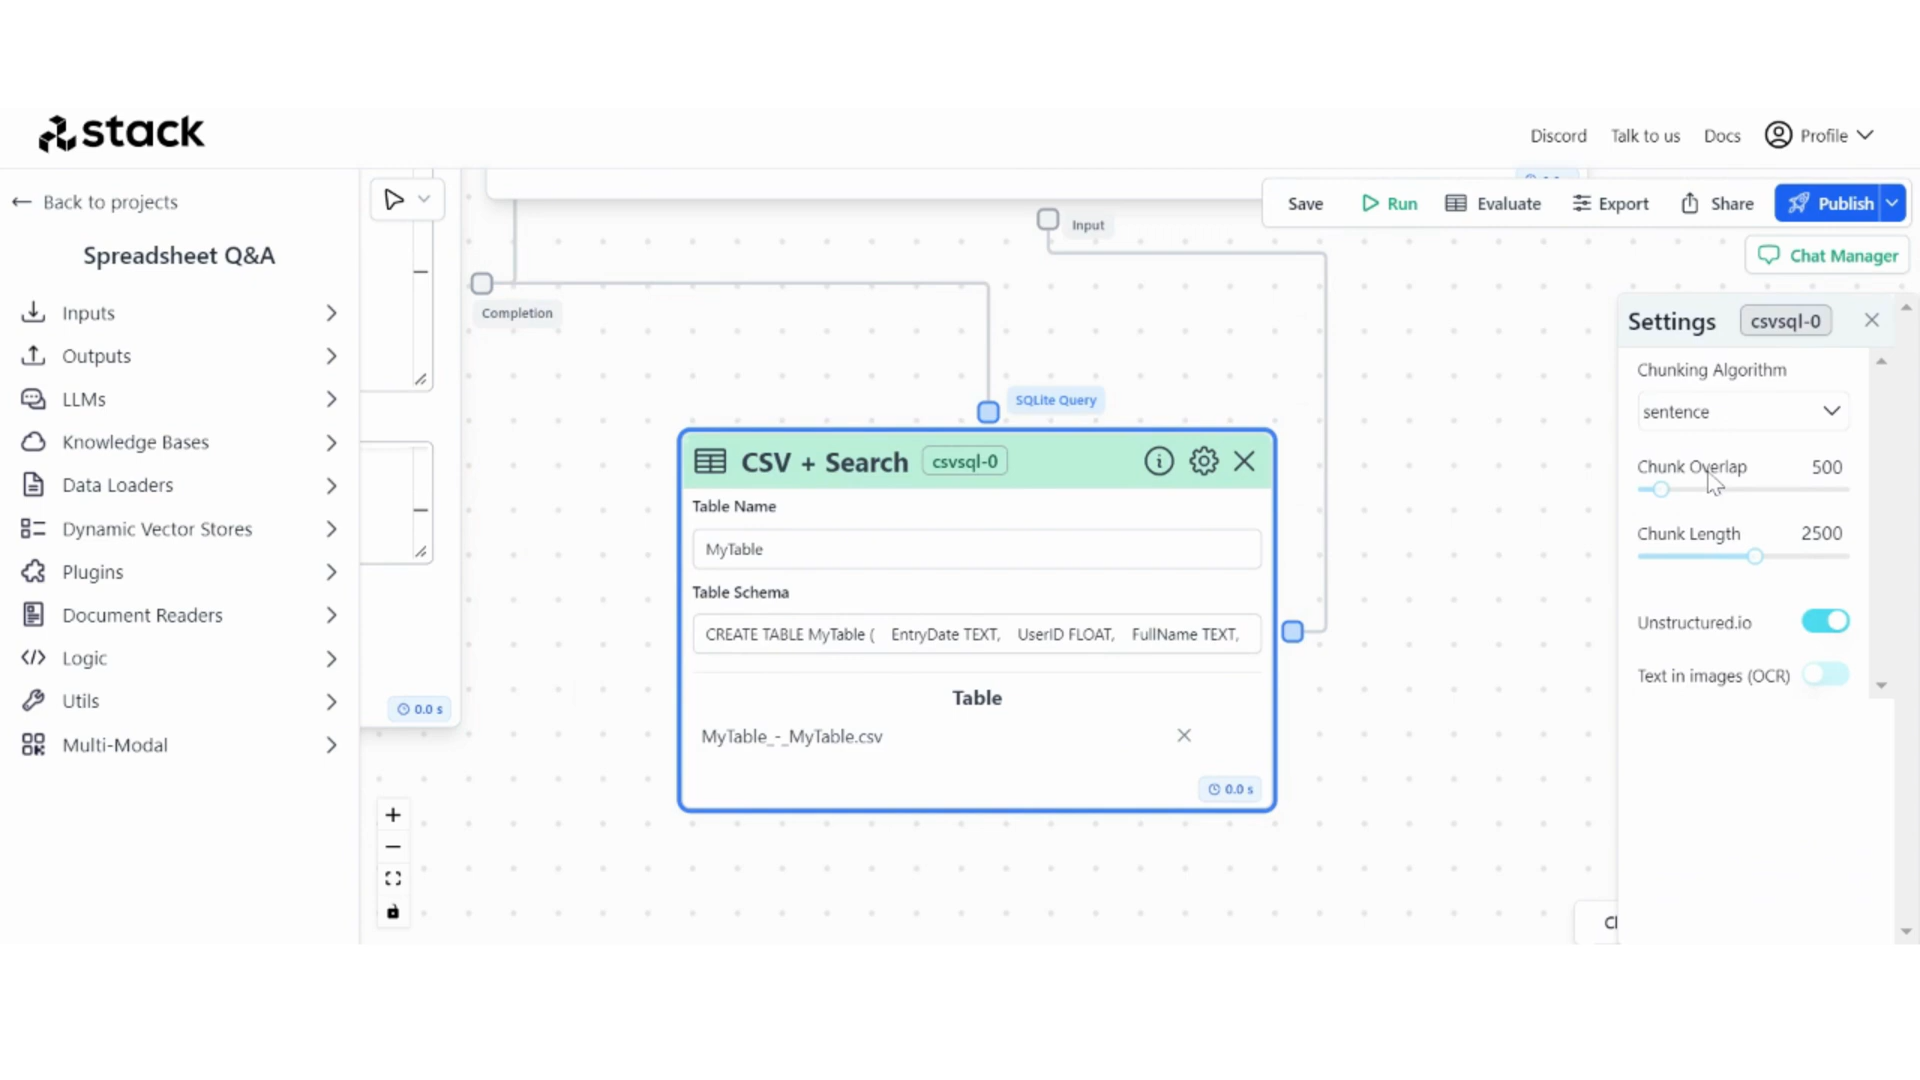 stack
Discord
Talk to us
Docs
Profile
Back to projects
Spreadsheet Q&A
Inputs
Outputs
LLMs
Knowledge Bases
Data Loaders
Dynamic Vector Stores
Plugins
Document Readers
Logic
Utils
Multi-Modal
0.0 s
Completion
Input
Save
Run
Evaluate
Export
Share
Publish
Chat Manager
SQLite Query
CSV + Search
csvsql-0
Table Name
MyTable
Table Schema
CREATE TABLE MyTable ( EntryDate TEXT, UserID FLOAT, FullName TEXT,
Table
MyTable_-_MyTable.csv
0.0 s
Settings
csvsql-0
Chunking Algorithm
sentence
Chunk Overlap 500
Chunk Length 2500
Unstructured.io
Text in images (OCR)